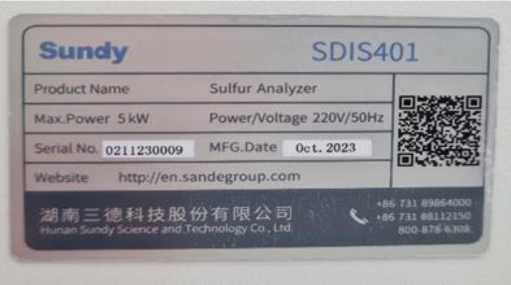 Sundy SDIS401
Product Name Sulfur Analyzer
Max.Power 5 kW Power/Voltage 220V/50Hz
Serial No. 0211230009 MFG.Date Oct. 2023
Website http://en.sandegroup.com
湖南三德科技股份有限公司
Hunan Sundy Science and Technology Co., Ltd.
+86 731 89864000
+86 731 88112150
800-878-6308